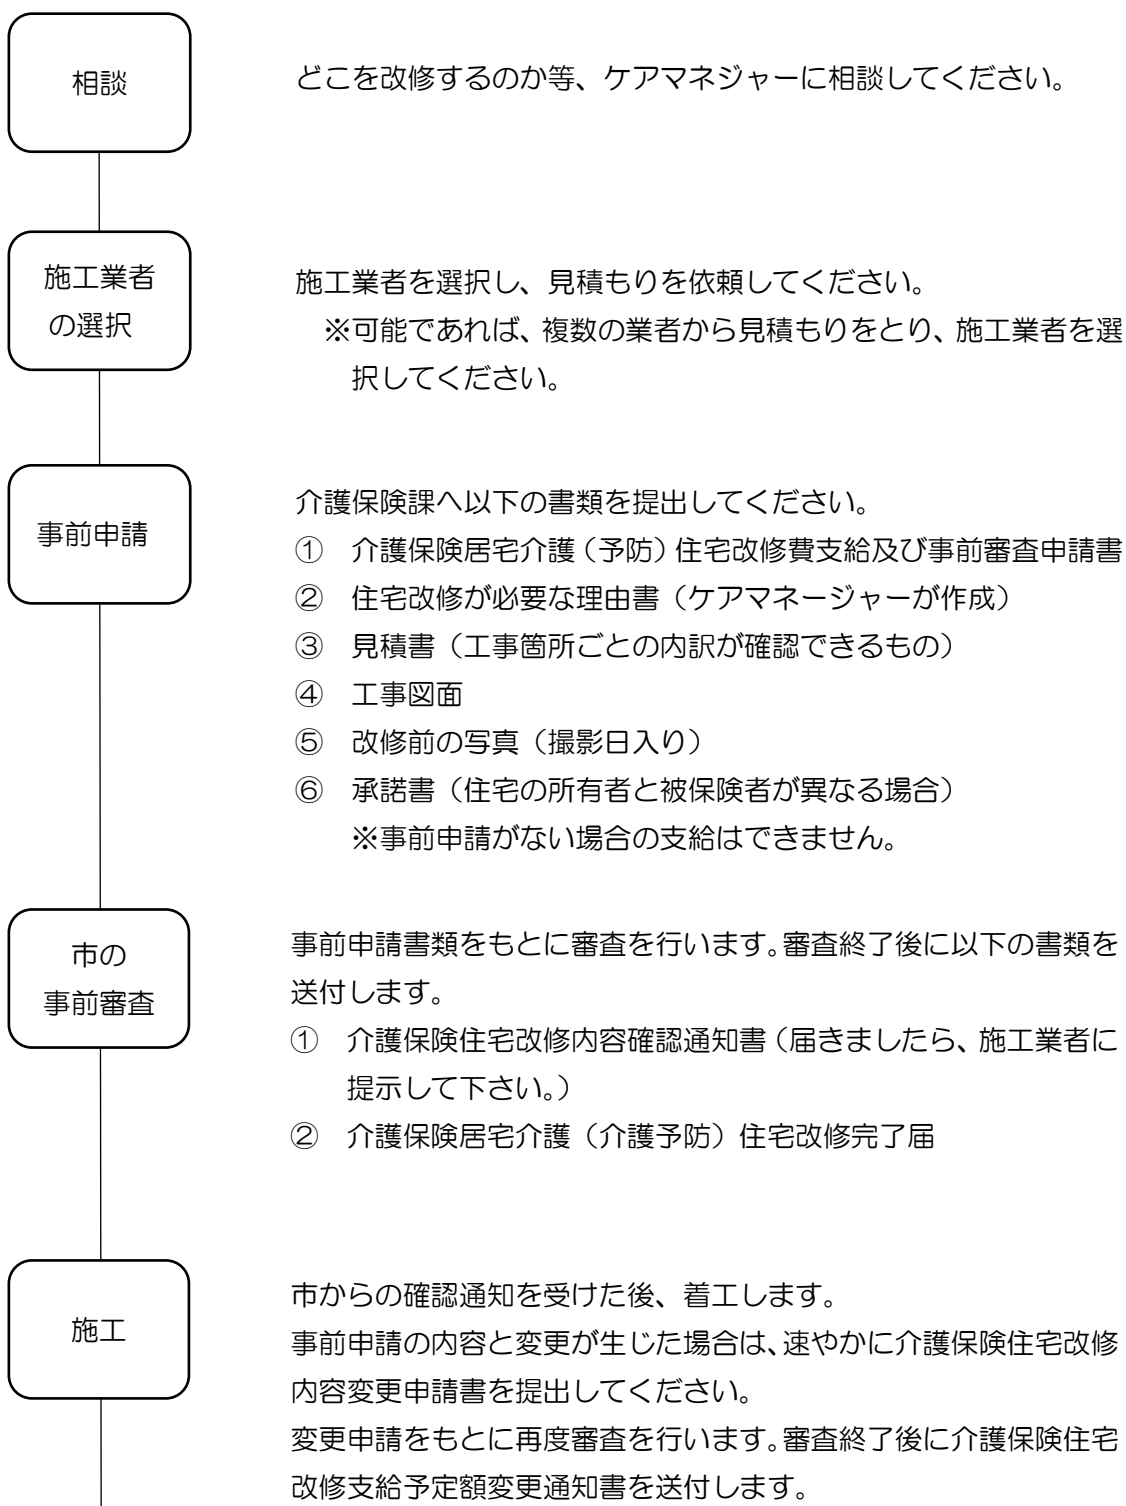 相談
どこを改修するのか等、ケアマネジャーに相談してください。
施工業者
の選択
施工業者を選択し、見積もりを依頼してください。
※可能であれば、複数の業者から見積もりをとり、施工業者を選
択してください。
事前申請
介護保険課へ以下の書類を提出してください。
① 介護保険居宅介護（予防）住宅改修費支給及び事前審査申請書
② 住宅改修が必要な理由書（ケアマネージャーが作成）
③ 見積書（工事箇所ごとの内訳が確認できるもの）
④ 工事図面
⑤ 改修前の写真（撮影日入り）
⑥ 承諾書（住宅の所有者と被保険者が異なる場合）
※事前申請がない場合の支給はできません。
市の
事前審査
事前申請書類をもとに審査を行います。審査終了後に以下の書類を
送付します。
① 介護保険住宅改修内容確認通知書（届きましたら、施工業者に
提示して下さい。）
② 介護保険居宅介護（介護予防）住宅改修完了届
施工
市からの確認通知を受けた後、着工します。
事前申請の内容と変更が生じた場合は、速やかに介護保険住宅改修
内容変更申請書を提出してください。
変更申請をもとに再度審査を行います。審査終了後に介護保険住宅
改修支給予定額変更通知書を送付します。